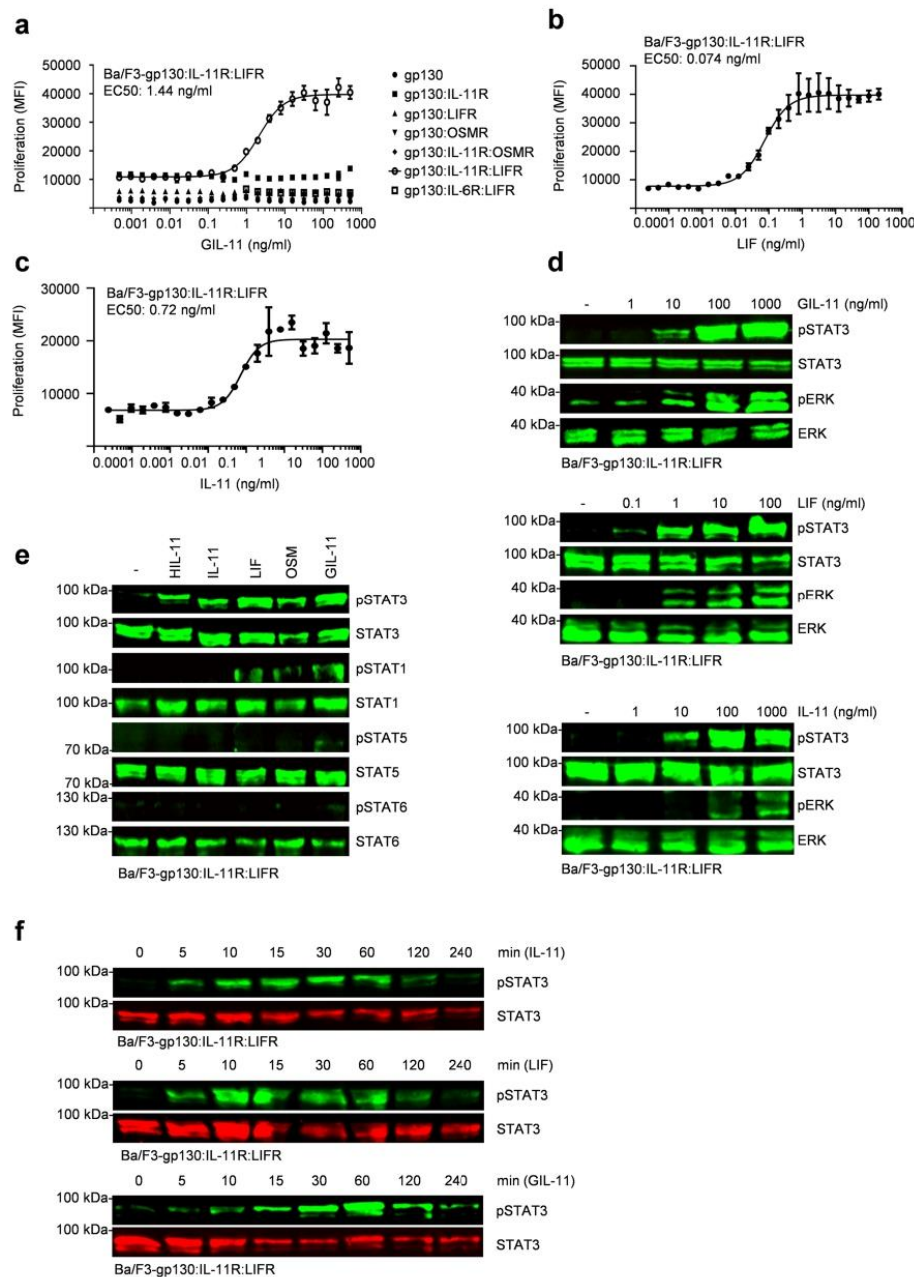 a
Ba/F3-gp130:IL-11R:LIFR
EC50: 1.44 ng/ml
Proliferation (MFI)
50000
40000
30000
20000
10000
0.001 0.01 0.1 1 10 100 1000
GIL-11 (ng/ml)
gp130
gp130:IL-11R
gp130:LIFR
gp130:OSMR
gp130:IL-11R:OSMR
gp130:IL-11R:LIFR
gp130:IL-6R:LIFR
b
Ba/F3-gp130:IL-11R:LIFR
EC50: 0.074 ng/ml
Proliferation (MFI)
50000
40000
30000
20000
10000
0
0.0001 0.001 0.01 0.1 1 10 100 1000
LIF (ng/ml)
c
Ba/F3-gp130:IL-11R:LIFR
EC50: 0.72 ng/ml
Proliferation (MFI)
30000
20000
10000
0
0.0001 0.001 0.01 0.1 1 10 100 1000
IL-11 (ng/ml)
d
- 1 10 100 1000 GIL-11 (ng/ml)
100 kDa pSTAT3
100 kDa STAT3
40 kDa pERK
40 kDa ERK
Ba/F3-gp130:IL-11R:LIFR
- 0.1 1 10 100 LIF (ng/ml)
100 kDa pSTAT3
100 kDa STAT3
40 kDa pERK
40 kDa ERK
Ba/F3-gp130:IL-11R:LIFR
- 1 10 100 1000 IL-11 (ng/ml)
100 kDa pSTAT3
100 kDa STAT3
40 kDa pERK
40 kDa ERK
Ba/F3-gp130:IL-11R:LIFR
e
- HIL-11 IL-11 LIF OSM GIL-11
100 kDa pSTAT3
100 kDa STAT3
100 kDa pSTAT1
100 kDa STAT1
70 kDa pSTAT5
70 kDa STAT5
130 kDa pSTAT6
130 kDa STAT6
Ba/F3-gp130:IL-11R:LIFR
f
0 5 10 15 30 60 120 240 min (IL-11)
100 kDa pSTAT3
100 kDa STAT3
Ba/F3-gp130:IL-11R:LIFR
0 5 10 15 30 60 120 240 min (LIF)
100 kDa pSTAT3
100 kDa STAT3
Ba/F3-gp130:IL-11R:LIFR
0 5 10 15 30 60 120 240 min (GIL-11)
100 kDa pSTAT3
100 kDa STAT3
Ba/F3-gp130:IL-11R:LIFR